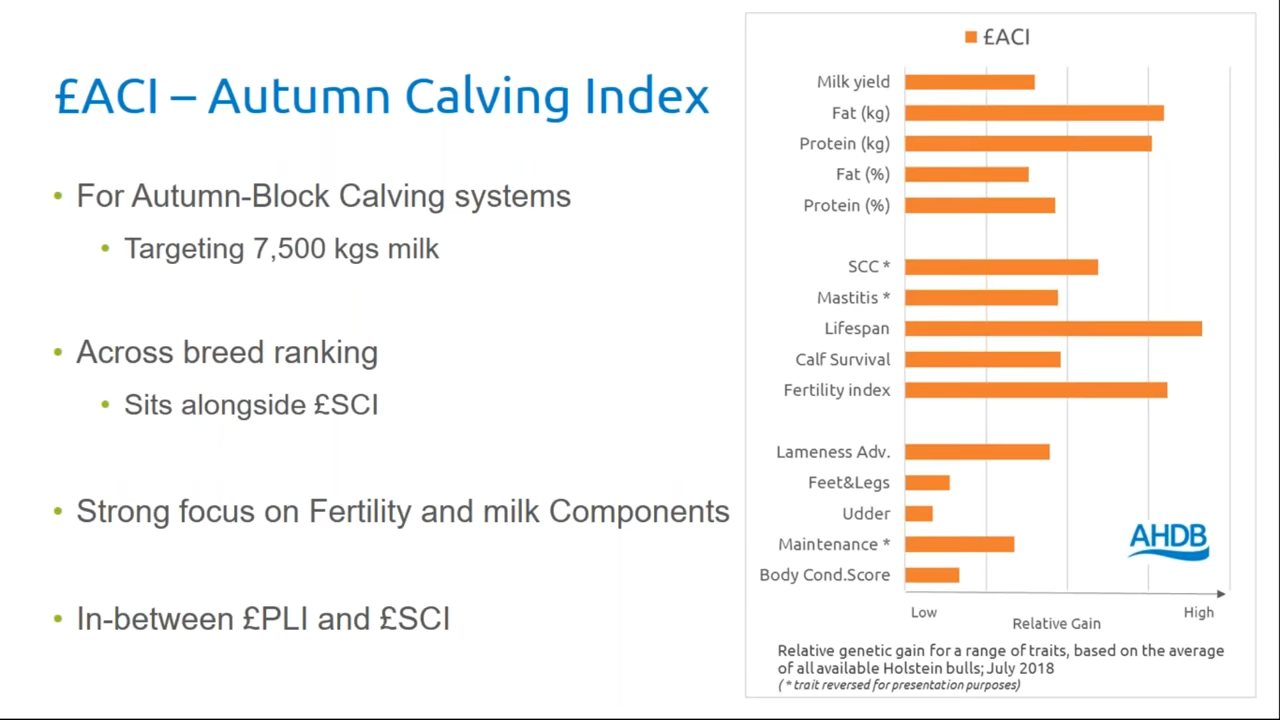 £ACI – Autumn Calving Index
• For Autumn-Block Calving systems
• Targeting 7,500 kgs milk
• Across breed ranking
• Sits alongside £SCI
• Strong focus on Fertility and milk Components
• In-between £PLI and £SCI
£ACI
Milk yield
Fat (kg)
Protein (kg)
Fat (%)
Protein (%)
SCC *
Mastitis *
Lifespan
Calf Survival
Fertility index
Lameness Adv.
Feet&Legs
Udder
Maintenance *
Body Cond.Score
AHDB
Low
High
Relative Gain
Relative genetic gain for a range of traits, based on the average
of all available Holstein bulls; July 2018
( * trait reversed for presentation purposes)